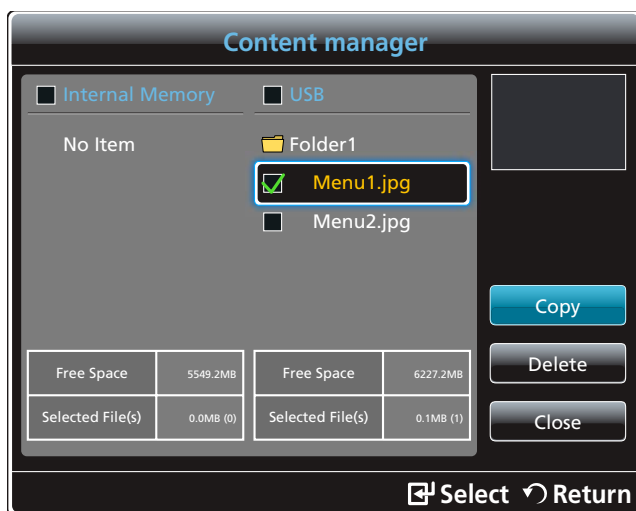 Content manager
Internal Memory
USB
No Item
Folder1
Menu1.jpg
Menu2.jpg
Copy
Delete
Close
Free Space 5549.2MB
Selected File(s) 0.0MB (0)
Free Space 6227.2MB
Selected File(s) 0.1MB (1)
Select Return